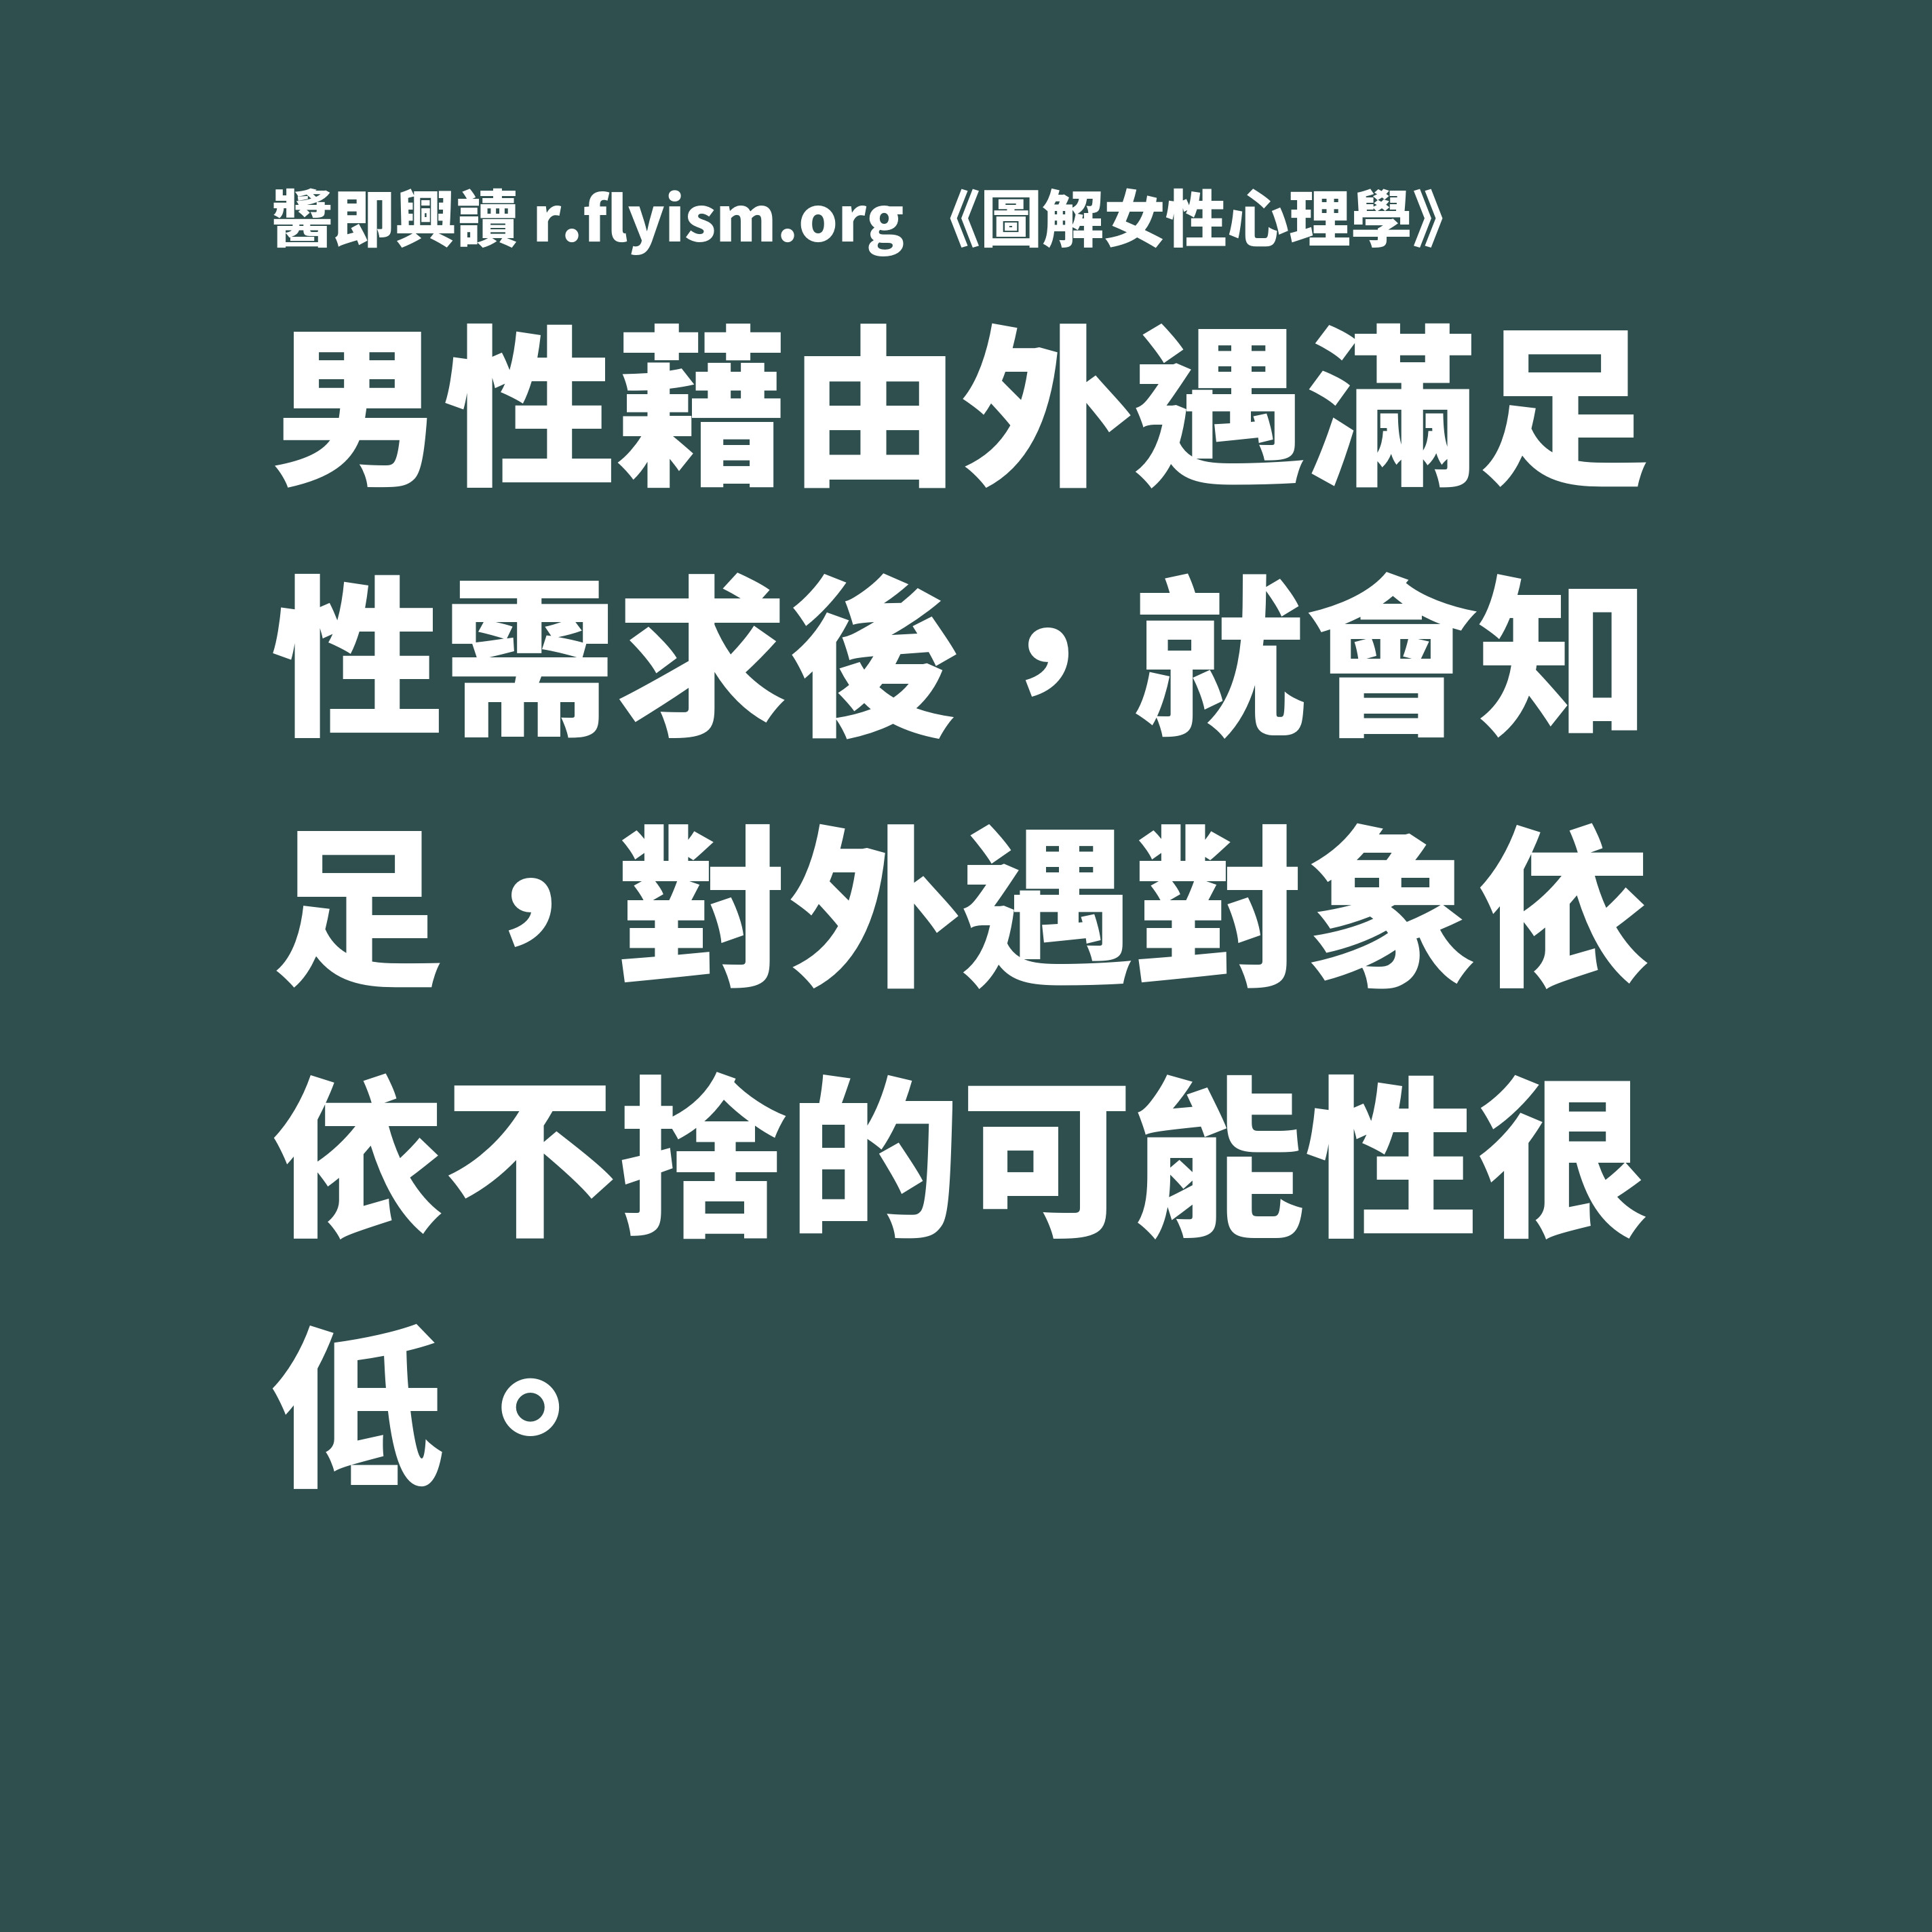 翻即與讀 r.flyism.org《圖解女性心理學》
男性藉由外遇滿足
性需求後，就會知
足，對外遇對象依
依不捨的可能性很
低。